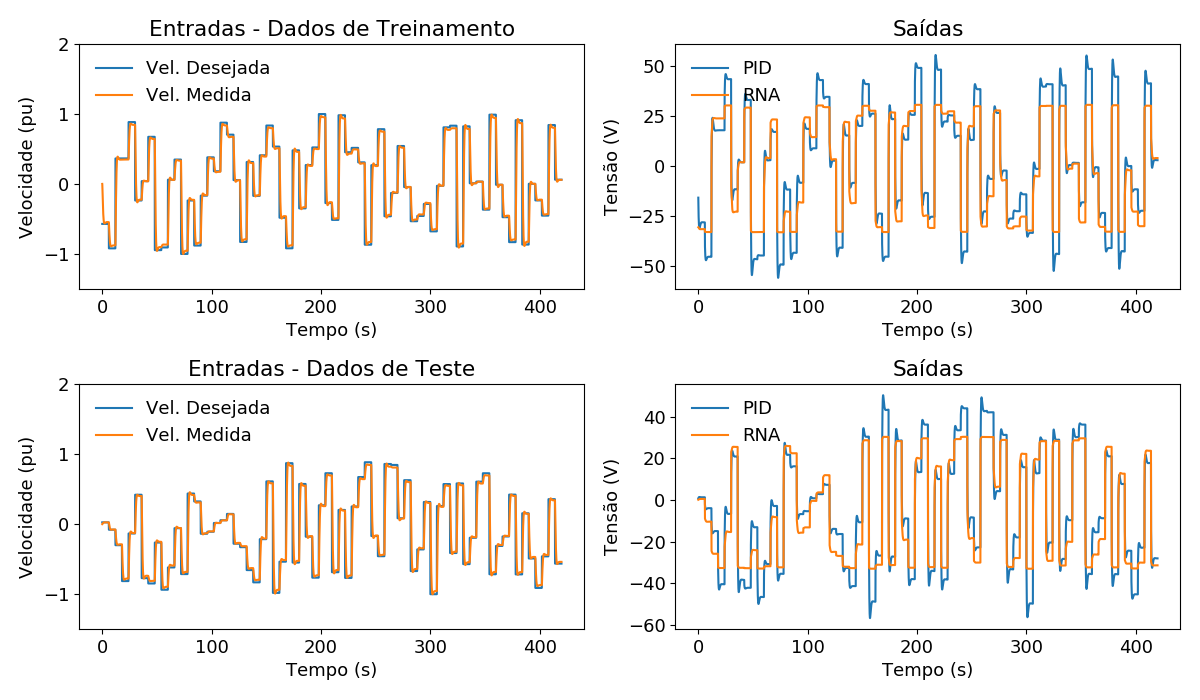 Entradas - Dados de Treinamento
Vel. Desejada
Vel. Medida
Velocidade (pu)
2
1
0
−1
0
100
200
300
400
Tempo (s)
Saídas
PID
RNA
Tensão (V)
50
25
0
−25
−50
0
100
200
300
400
Tempo (s)
Entradas - Dados de Teste
Vel. Desejada
Vel. Medida
Velocidade (pu)
2
1
0
−1
0
100
200
300
400
Tempo (s)
Saídas
PID
RNA
Tensão (V)
40
20
0
−20
−40
−60
0
100
200
300
400
Tempo (s)